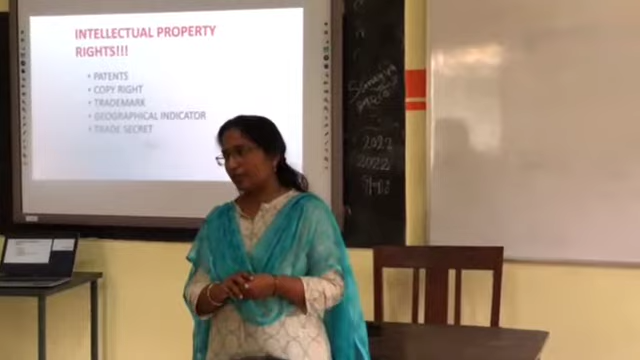 INTELLECTUAL PROPERTY
RIGHTS!!!
• PATENTS
• COPY RIGHT
• TRADEMARK
• GEOGRAPHICAL INDICATOR
• TRADE SECRET
2022
2022